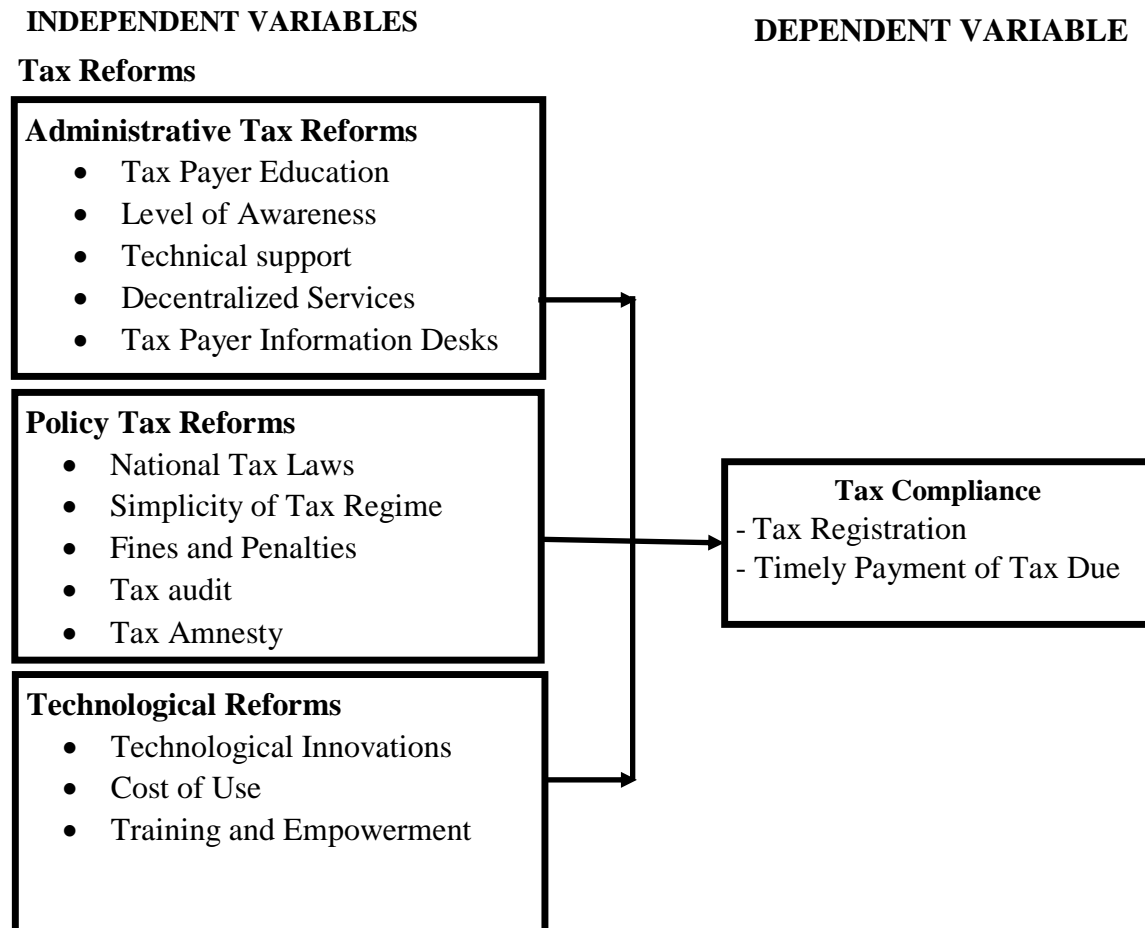 INDEPENDENT VARIABLES
DEPENDENT VARIABLE
Tax Reforms
Administrative Tax Reforms
• Tax Payer Education
• Level of Awareness
• Technical support
• Decentralized Services
• Tax Payer Information Desks
Policy Tax Reforms
• National Tax Laws
• Simplicity of Tax Regime
• Fines and Penalties
• Tax audit
• Tax Amnesty
Technological Reforms
• Technological Innovations
• Cost of Use
• Training and Empowerment
Tax Compliance
- Tax Registration
- Timely Payment of Tax Due